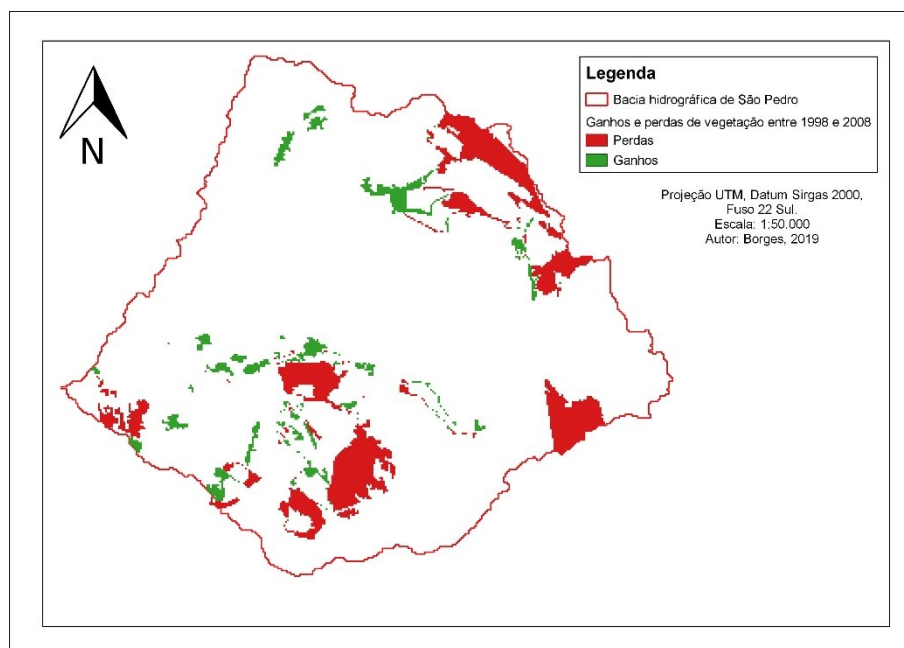 N
Legenda
Bacia hidrográfica de São Pedro
Ganhos e perdas de vegetação entre 1998 e 2008
Perdas
Ganhos
Projeção UTM, Datum Sirgas 2000,
Fuso 22 Sul.
Escala: 1:50.000
Autor: Borges, 2019